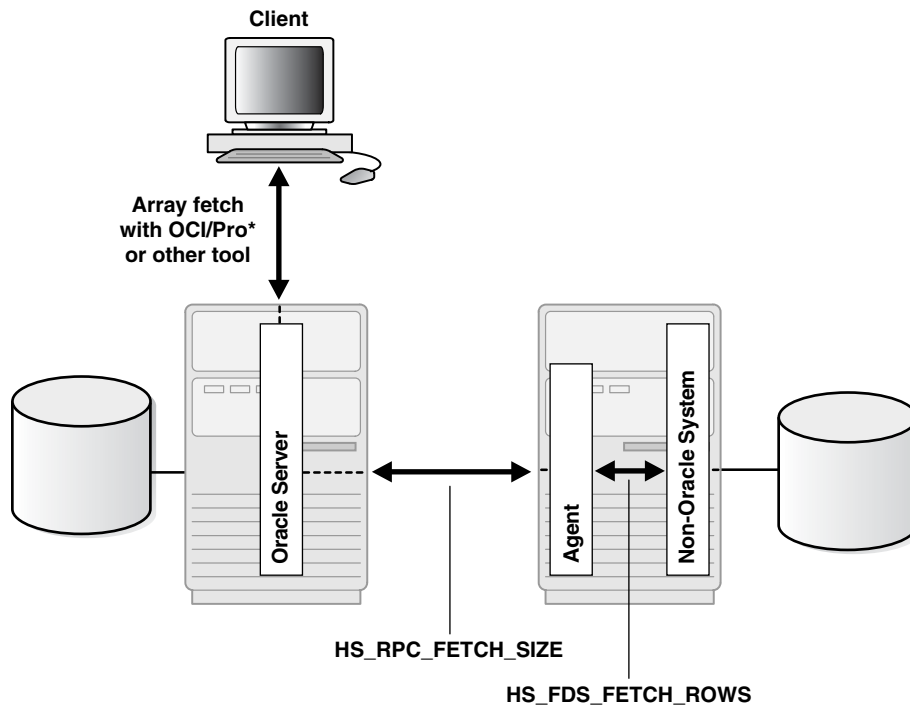 Client
Array fetch
with OCI/Pro*
or other tool
Oracle Server
Agent
Non-Oracle System
HS_RPC_FETCH_SIZE
HS_FDS_FETCH_ROWS